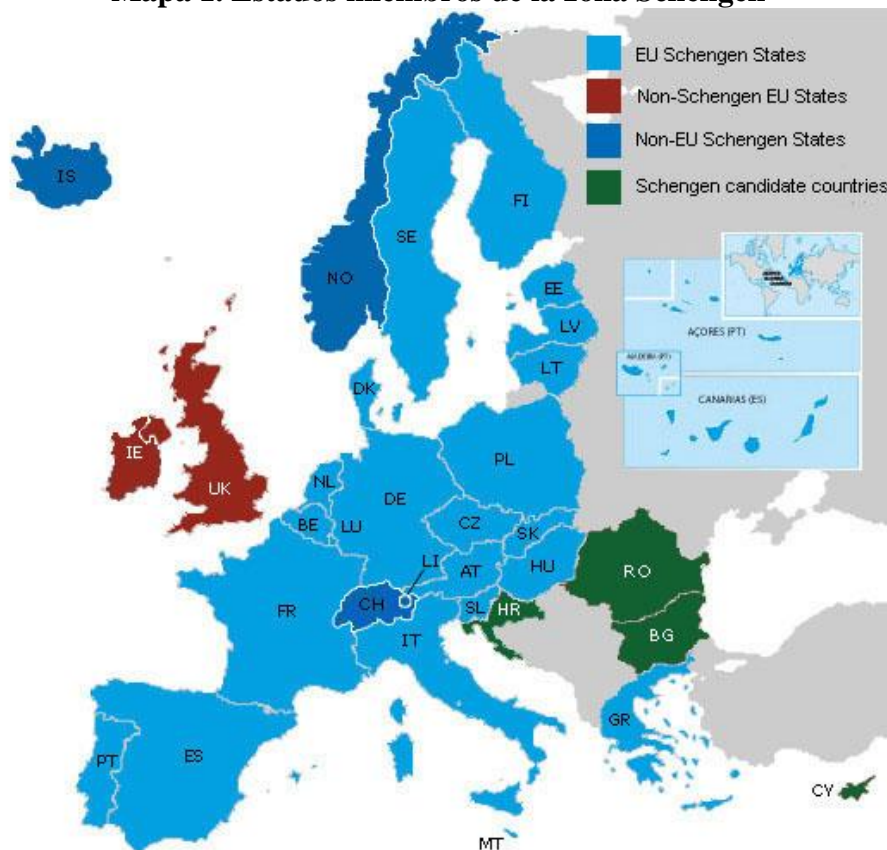 Mapa 1. Estados miembros de la zona Schengen
EU Schengen States
Non-Schengen EU States
Non-EU Schengen States
Schengen candidate countries
IS
FI
SE
NO
EE
LV
AÇORES (PT)
LT
MADEIRA (PT)
DK
CANARIAS (ES)
IE
PL
NL
UK
DE
BE
LU
CZ
SK
LI
AT
HU
RO
CH
FR
SL
HR
IT
BG
GR
PT
ES
CY
MT